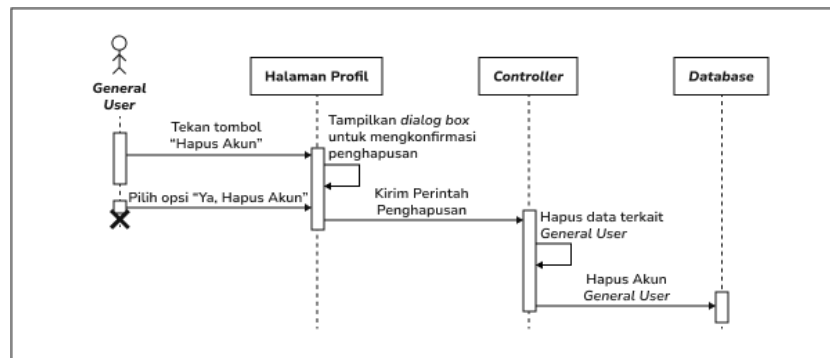 General
User
Halaman Profil
Controller
Database
Tekan tombol
“Hapus Akun”
Tampilkan dialog box
untuk mengkonfirmasi
penghapusan
Pilih opsi “Ya, Hapus Akun”
Kirim Perintah
Penghapusan
Hapus data terkait
General User
Hapus Akun
General User